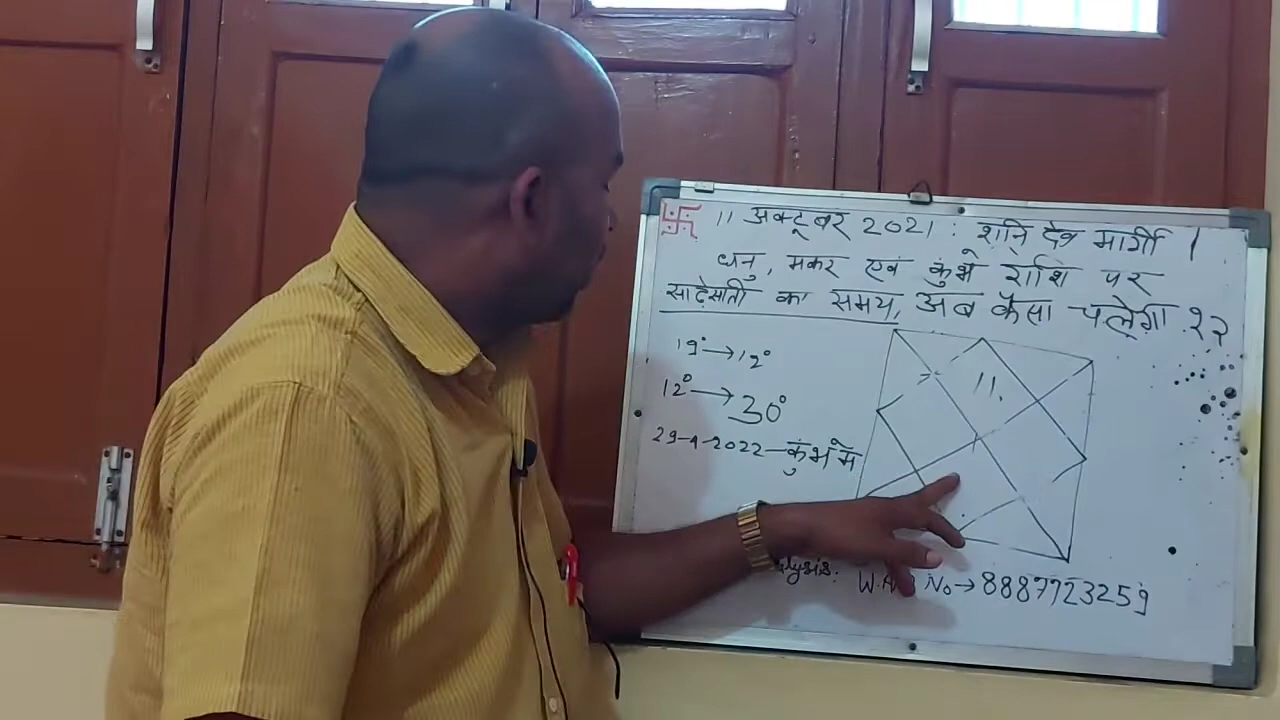 卐 11 अक्टूबर 2021 : शनि देव मार्गी ।
धनु, मकर एवं कुंभ राशि पर
साढ़ेसाती का समय, अब कैसा चलेगा . ? ?
19° → 12°
12° → 30°
29-4-2022 – कुंभ में
11.
No → 8887723259